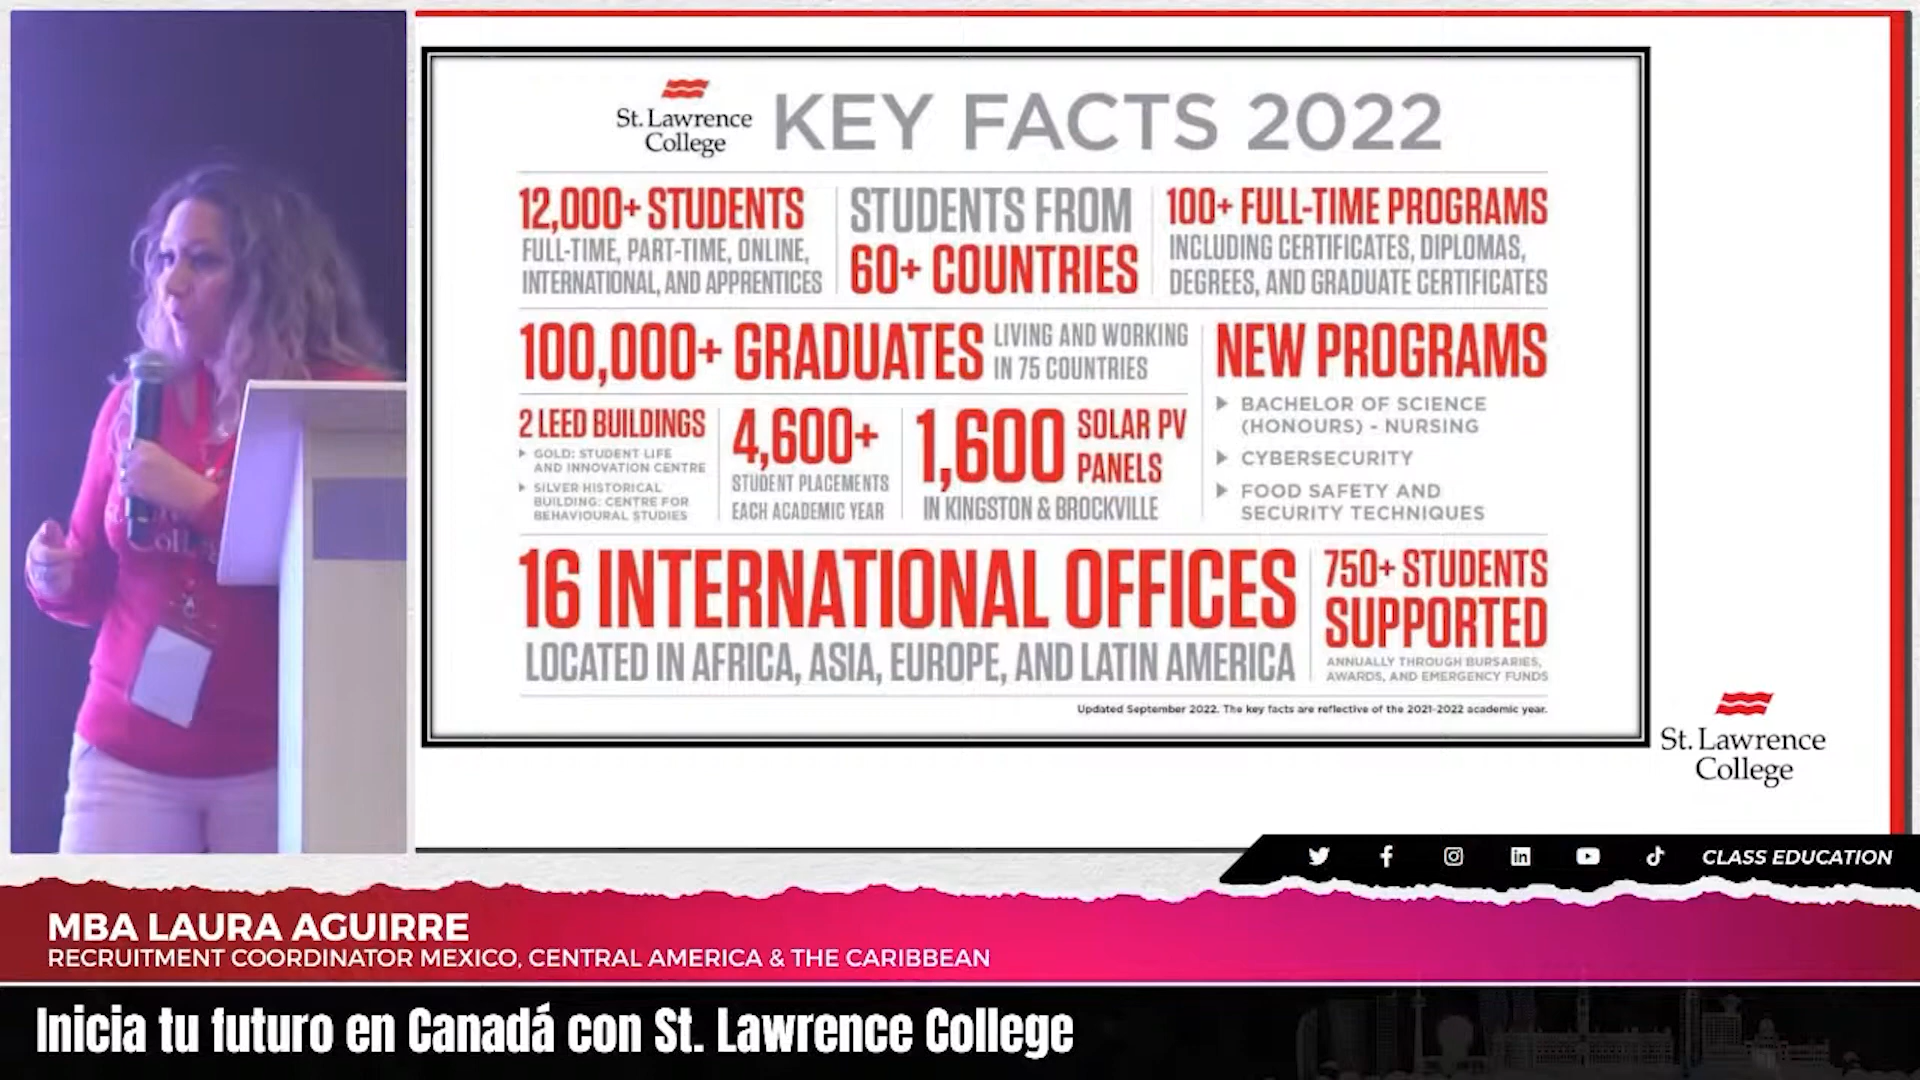 St. Lawrence
College
KEY FACTS 2022
12,000+ STUDENTS
FULL-TIME, PART-TIME, ONLINE,
INTERNATIONAL, AND APPRENTICES
STUDENTS FROM
60+ COUNTRIES
100+ FULL-TIME PROGRAMS
INCLUDING CERTIFICATES, DIPLOMAS,
DEGREES, AND GRADUATE CERTIFICATES
100,000+ GRADUATES
LIVING AND WORKING
IN 75 COUNTRIES
NEW PROGRAMS
BACHELOR OF SCIENCE
(HONOURS) - NURSING
CYBERSECURITY
FOOD SAFETY AND
SECURITY TECHNIQUES
2 LEED BUILDINGS
GOLD: STUDENT LIFE
AND INNOVATION CENTRE
SILVER HISTORICAL
BUILDING: CENTRE FOR
BEHAVIOURAL STUDIES
4,600+
STUDENT PLACEMENTS
EACH ACADEMIC YEAR
1,600
SOLAR PV
PANELS
IN KINGSTON & BROCKVILLE
16 INTERNATIONAL OFFICES
LOCATED IN AFRICA, ASIA, EUROPE, AND LATIN AMERICA
750+ STUDENTS
SUPPORTED
ANNUALLY THROUGH BURSARIES,
AWARDS, AND EMERGENCY FUNDS
Updated September 2022. The key facts are reflective of the 2021-2022 academic year.
St. Lawrence
College
CLASS EDUCATION
MBA LAURA AGUIRRE
RECRUITMENT COORDINATOR MEXICO, CENTRAL AMERICA & THE CARIBBEAN
Inicia tu futuro en Canadá con St. Lawrence College